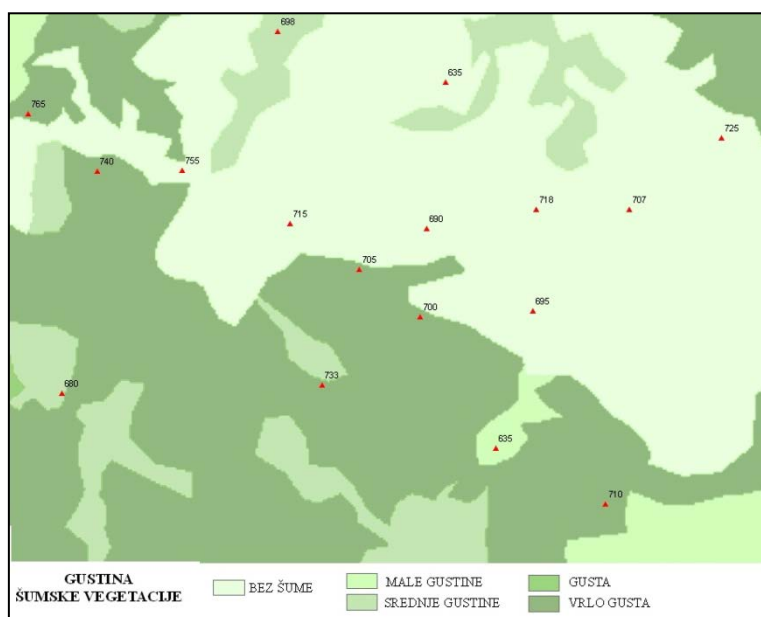 698
635
765
725
740
755
715
690
718
707
705
700
695
733
680
635
710
GUSTINA
ŠUMSKE VEGETACIJE
BEZ ŠUME
MALE GUSTINE
GUSTA
SREDNJE GUSTINE
VRLO GUSTA